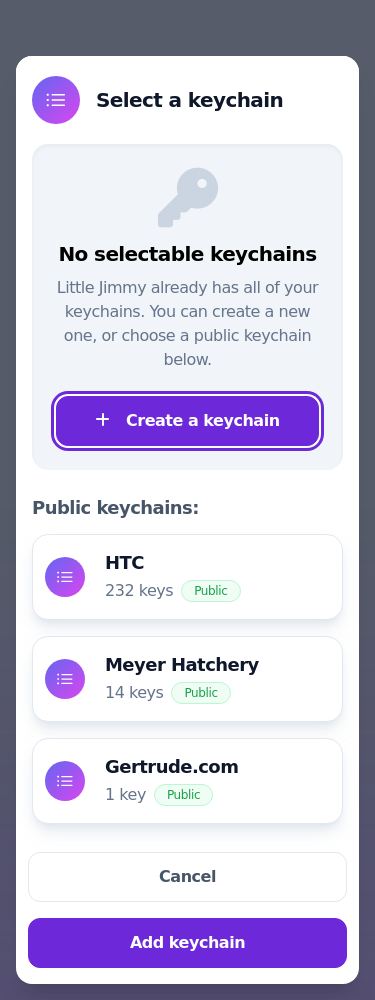 Select a keychain
No selectable keychains
Little Jimmy already has all of your
keychains. You can create a new
one, or choose a public keychain
below.
Create a keychain
Public keychains:
HTC
232 keys Public
Meyer Hatchery
14 keys Public
Gertrude.com
1 key Public
Cancel
Add keychain